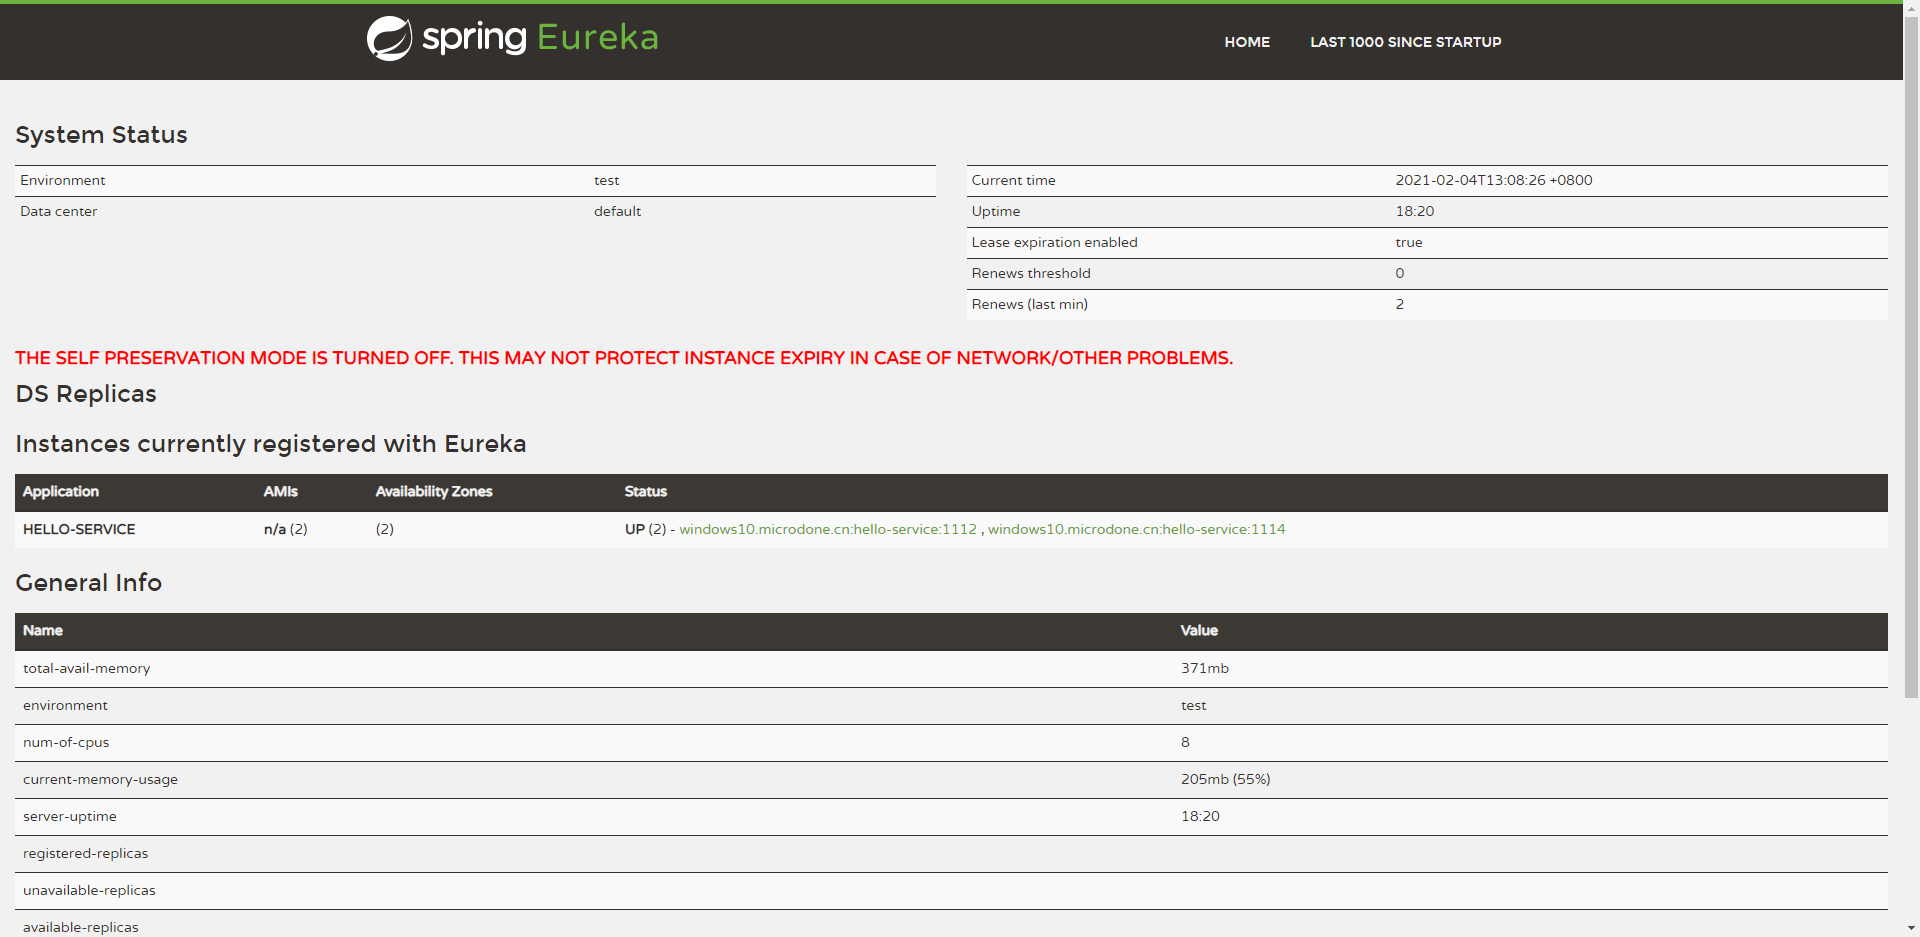 spring Eureka
HOME LAST 1000 SINCE STARTUP
System Status
Environment test
Data center default
Current time 2021-02-04T13:08:26 +0800
Uptime 18:20
Lease expiration enabled true
Renews threshold 0
Renews (last min) 2
THE SELF PRESERVATION MODE IS TURNED OFF. THIS MAY NOT PROTECT INSTANCE EXPIRY IN CASE OF NETWORK/OTHER PROBLEMS.
DS Replicas
Instances currently registered with Eureka
Application AMIs Availability Zones Status
HELLO-SERVICE n/a (2) (2) UP (2) - windows10.microdone.cn:hello-service:1112 , windows10.microdone.cn:hello-service:1114
General Info
Name Value
total-avail-memory 371mb
environment test
num-of-cpus 8
current-memory-usage 205mb (55%)
server-uptime 18:20
registered-replicas
unavailable-replicas
available-replicas